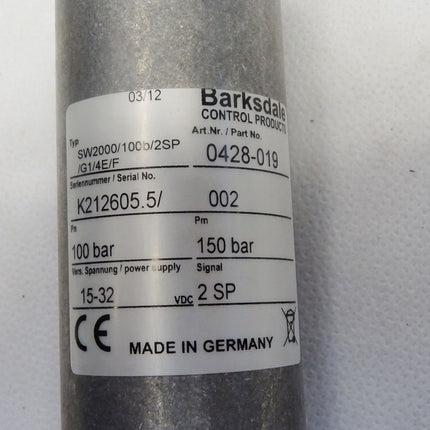 03/12 Barksdale
CONTROL PRODUCTS
Typ Art.Nr. / Part No.
SW2000/100b/2SP
/G1/4E/F 0428-019
Seriennummer / Serial No.
K212605.5/ 002
Pn Pm
100 bar 150 bar
Vers. Spannung / power supply Signal
15-32 VDC 2 SP
CE MADE IN GERMANY